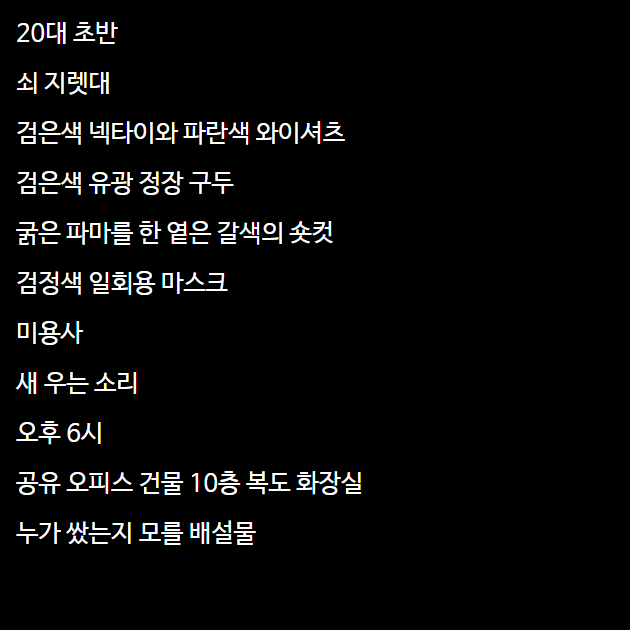 20대 초반
쇠 지렛대
검은색 넥타이와 파란색 와이셔츠
검은색 유광 정장 구두
굵은 파마를 한 옅은 갈색의 숏컷
검정색 일회용 마스크
미용사
새 우는 소리
오후 6시
공유 오피스 건물 10층 복도 화장실
누가 쌌는지 모를 배설물